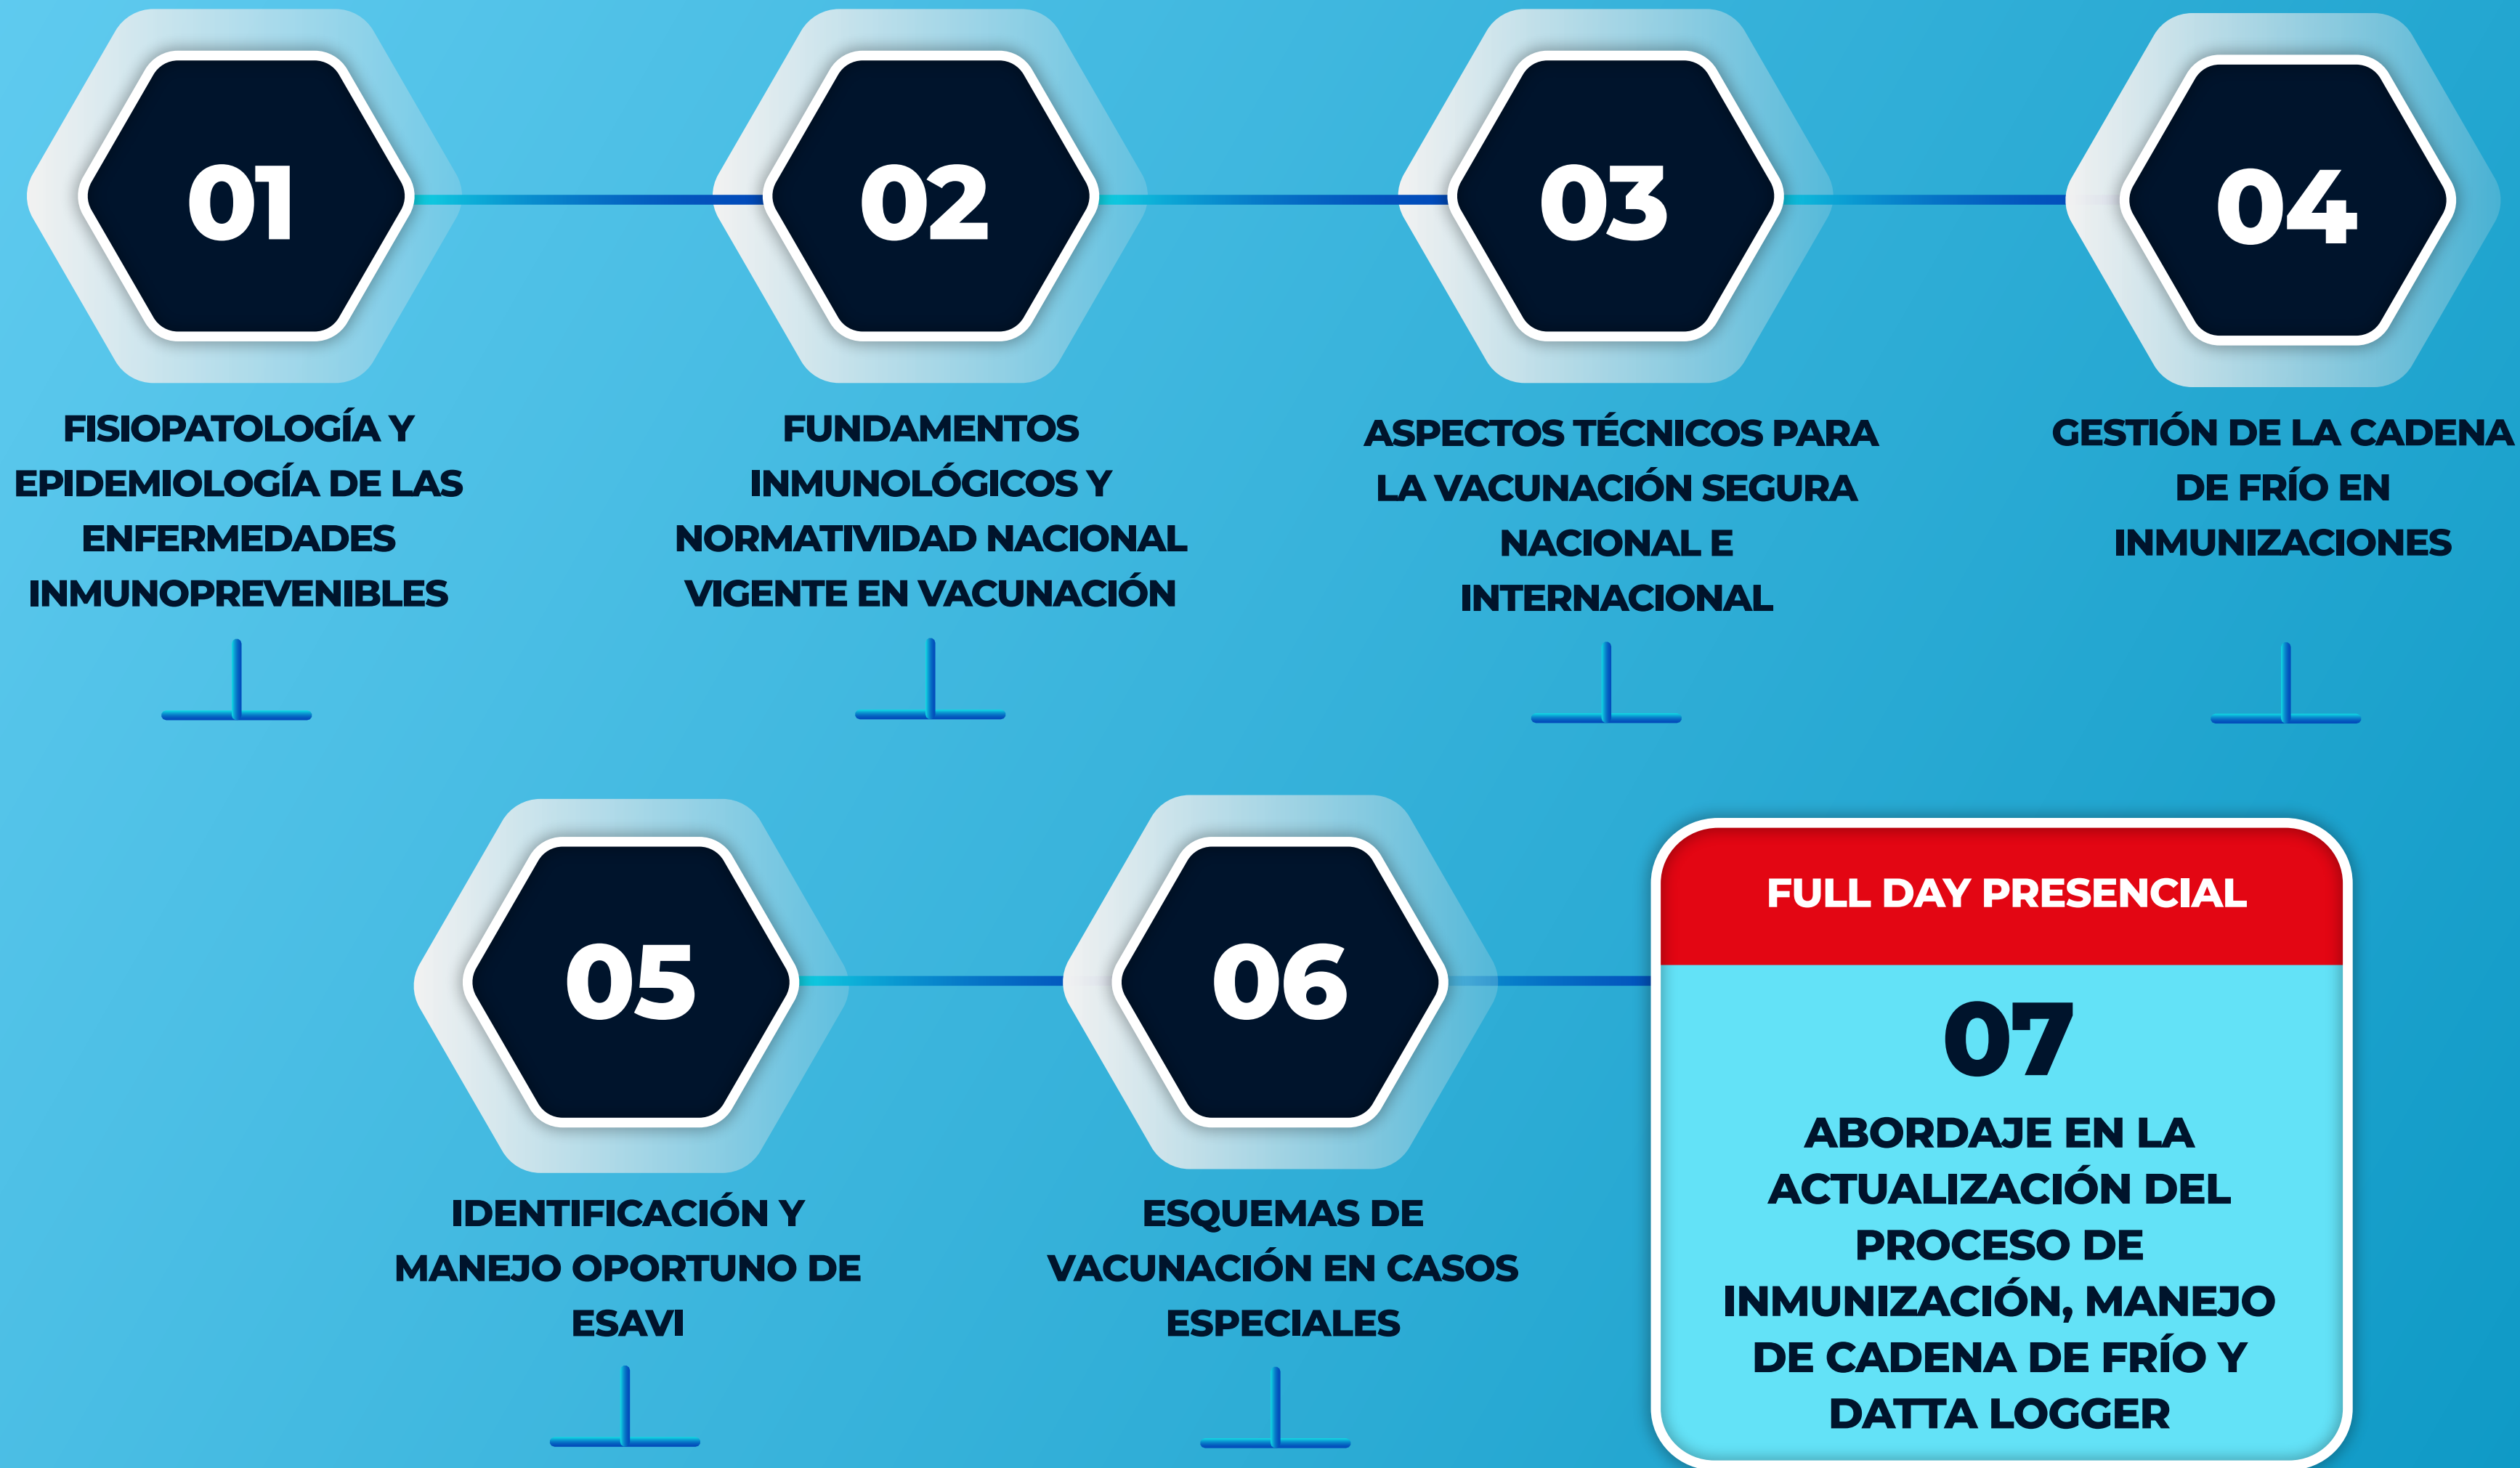 01
FISIOPATOLOGÍA Y
EPIDEMIOLOGÍA DE LAS
ENFERMEDADES
INMUNOPREVENIBLES
02
FUNDAMENTOS
INMUNOLÓGICOS Y
NORMATIVIDAD NACIONAL
VIGENTE EN VACUNACIÓN
03
ASPECTOS TÉCNICOS PARA
LA VACUNACIÓN SEGURA
NACIONAL E
INTERNACIONAL
04
GESTIÓN DE LA CADENA
DE FRÍO EN
INMUNIZACIONES
05
IDENTIFICACIÓN Y
MANEJO OPORTUNO DE
ESAVI
06
ESQUEMAS DE
VACUNACIÓN EN CASOS
ESPECIALES
FULL DAY PRESENCIAL
07
ABORDAJE EN LA
ACTUALIZACIÓN DEL
PROCESO DE
INMUNIZACIÓN, MANEJO
DE CADENA DE FRÍO Y
DATTA LOGGER